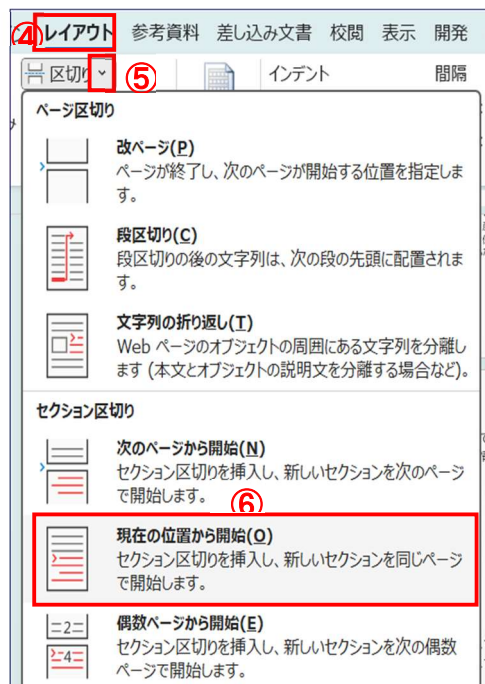 ④レイアウト 参考資料 差し込み文書 校閲 表示 開発
区切り ⑤ インデント 間隔
ページ区切り
改ページ(P)
ページが終了し、次のページが開始する位置を指定しま
す。
段区切り(C)
段区切りの後の文字列は、次の段の先頭に配置されま
す。
文字列の折り返し(T)
Web ページのオブジェクトの周囲にある文字列を分離し
ます (本文とオブジェクトの説明文を分離する場合など)。
セクション区切り
次のページから開始(N)
セクション区切りを挿入し、新しいセクションを次のページ
で開始します。
⑥
現在の位置から開始(O)
セクション区切りを挿入し、新しいセクションを同じページ
で開始します。
=2=
偶数ページから開始(E)
=4=
セクション区切りを挿入し、新しいセクションを次の偶数
ページで開始します。